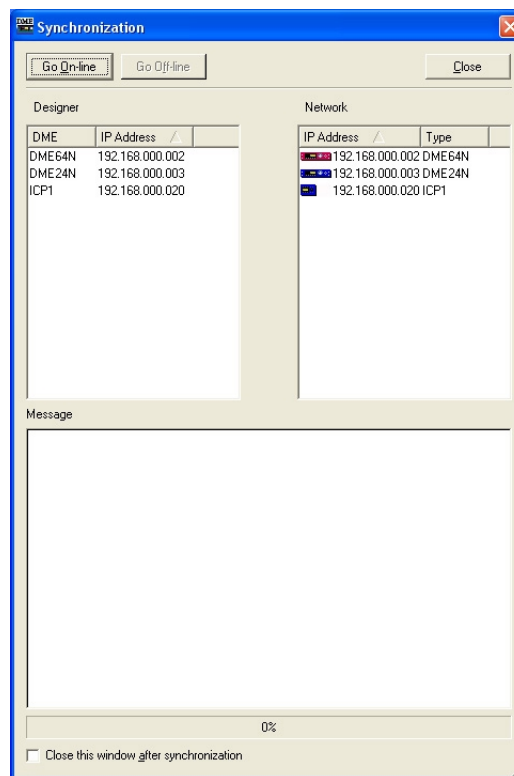 DME Synchronization
Go On-line Go Off-line Close
Designer Network
DME IP Address IP Address Type
DME64N 192.168.000.002 192.168.000.002 DME64N
DME24N 192.168.000.003 192.168.000.003 DME24N
ICP1 192.168.000.020 192.168.000.020 ICP1
Message
0%
Close this window after synchronization